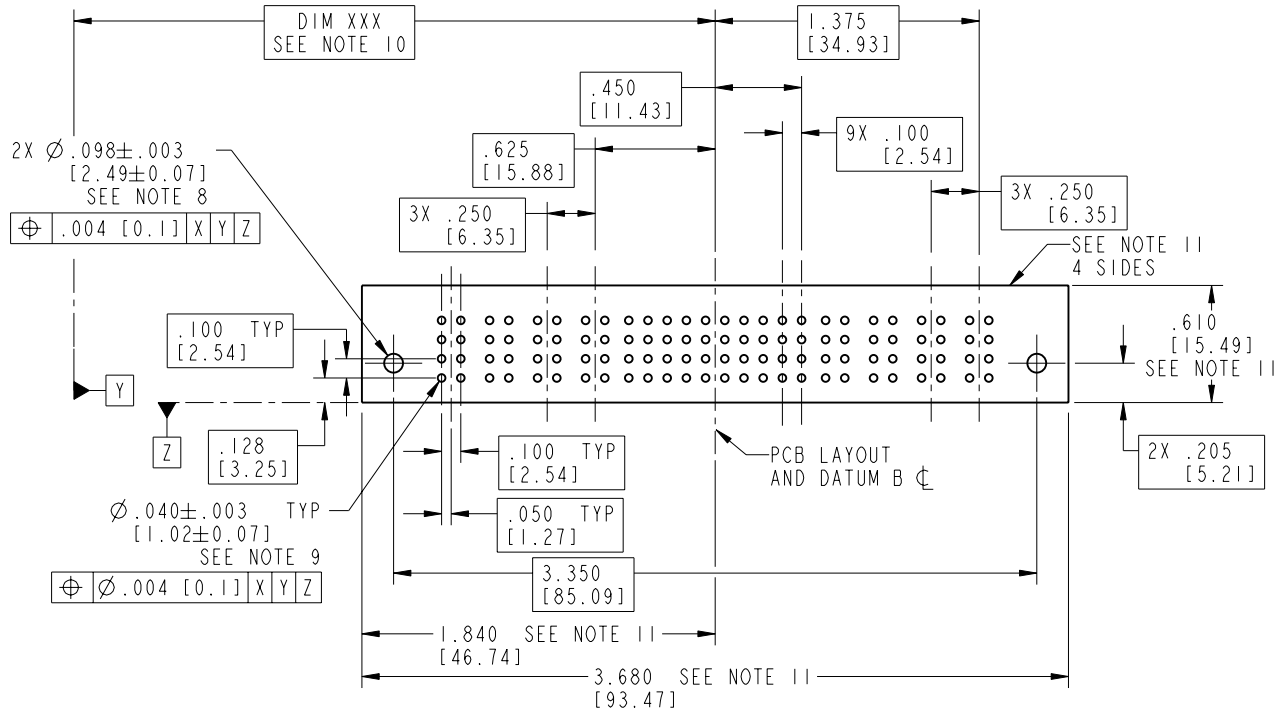 DIM XXX
SEE NOTE 10
1.375
[34.93]
.450
[11.43]
9X .100
[2.54]
.625
[15.88]
2X Ø.098±.003
[2.49±0.07]
SEE NOTE 8
⌖ .004 [0.1] X Y Z
3X .250
[6.35]
3X .250
[6.35]
SEE NOTE 11
4 SIDES
.100 TYP
[2.54]
.610
[15.49]
SEE NOTE 11
Y
Z
.128
[3.25]
.100 TYP
[2.54]
PCB LAYOUT
AND DATUM B ℄
2X .205
[5.21]
Ø.040±.003 TYP
[1.02±0.07]
SEE NOTE 9
⌖ Ø.004 [0.1] X Y Z
.050 TYP
[1.27]
3.350
[85.09]
1.840 SEE NOTE 11
[46.74]
3.680 SEE NOTE 11
[93.47]